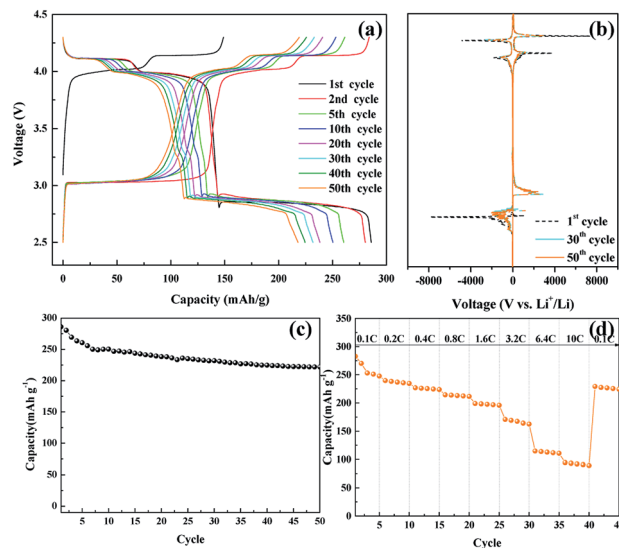 (a)
4.5
4.0
3.5
3.0
2.5
Voltage (V)
1st cycle
2nd cycle
5th cycle
10th cycle
20th cycle
30th cycle
40th cycle
50th cycle
0 50 100 150 200 250 300
Capacity (mAh/g)
(b)
1st cycle
30th cycle
50th cycle
-8000 -4000 0 4000 8000
Voltage (V vs. Li+/Li)
(c)
300
250
200
150
100
50
0
Capacity(mAh g-1)
5 10 15 20 25 30 35 40 45 50
Cycle
(d)
350
300
250
200
150
100
50
0
Capacity(mAh g-1)
0.1C 0.2C 0.4C 0.8C 1.6C 3.2C 6.4C 10C 0.1C
5 10 15 20 25 30 35 40 45
Cycle